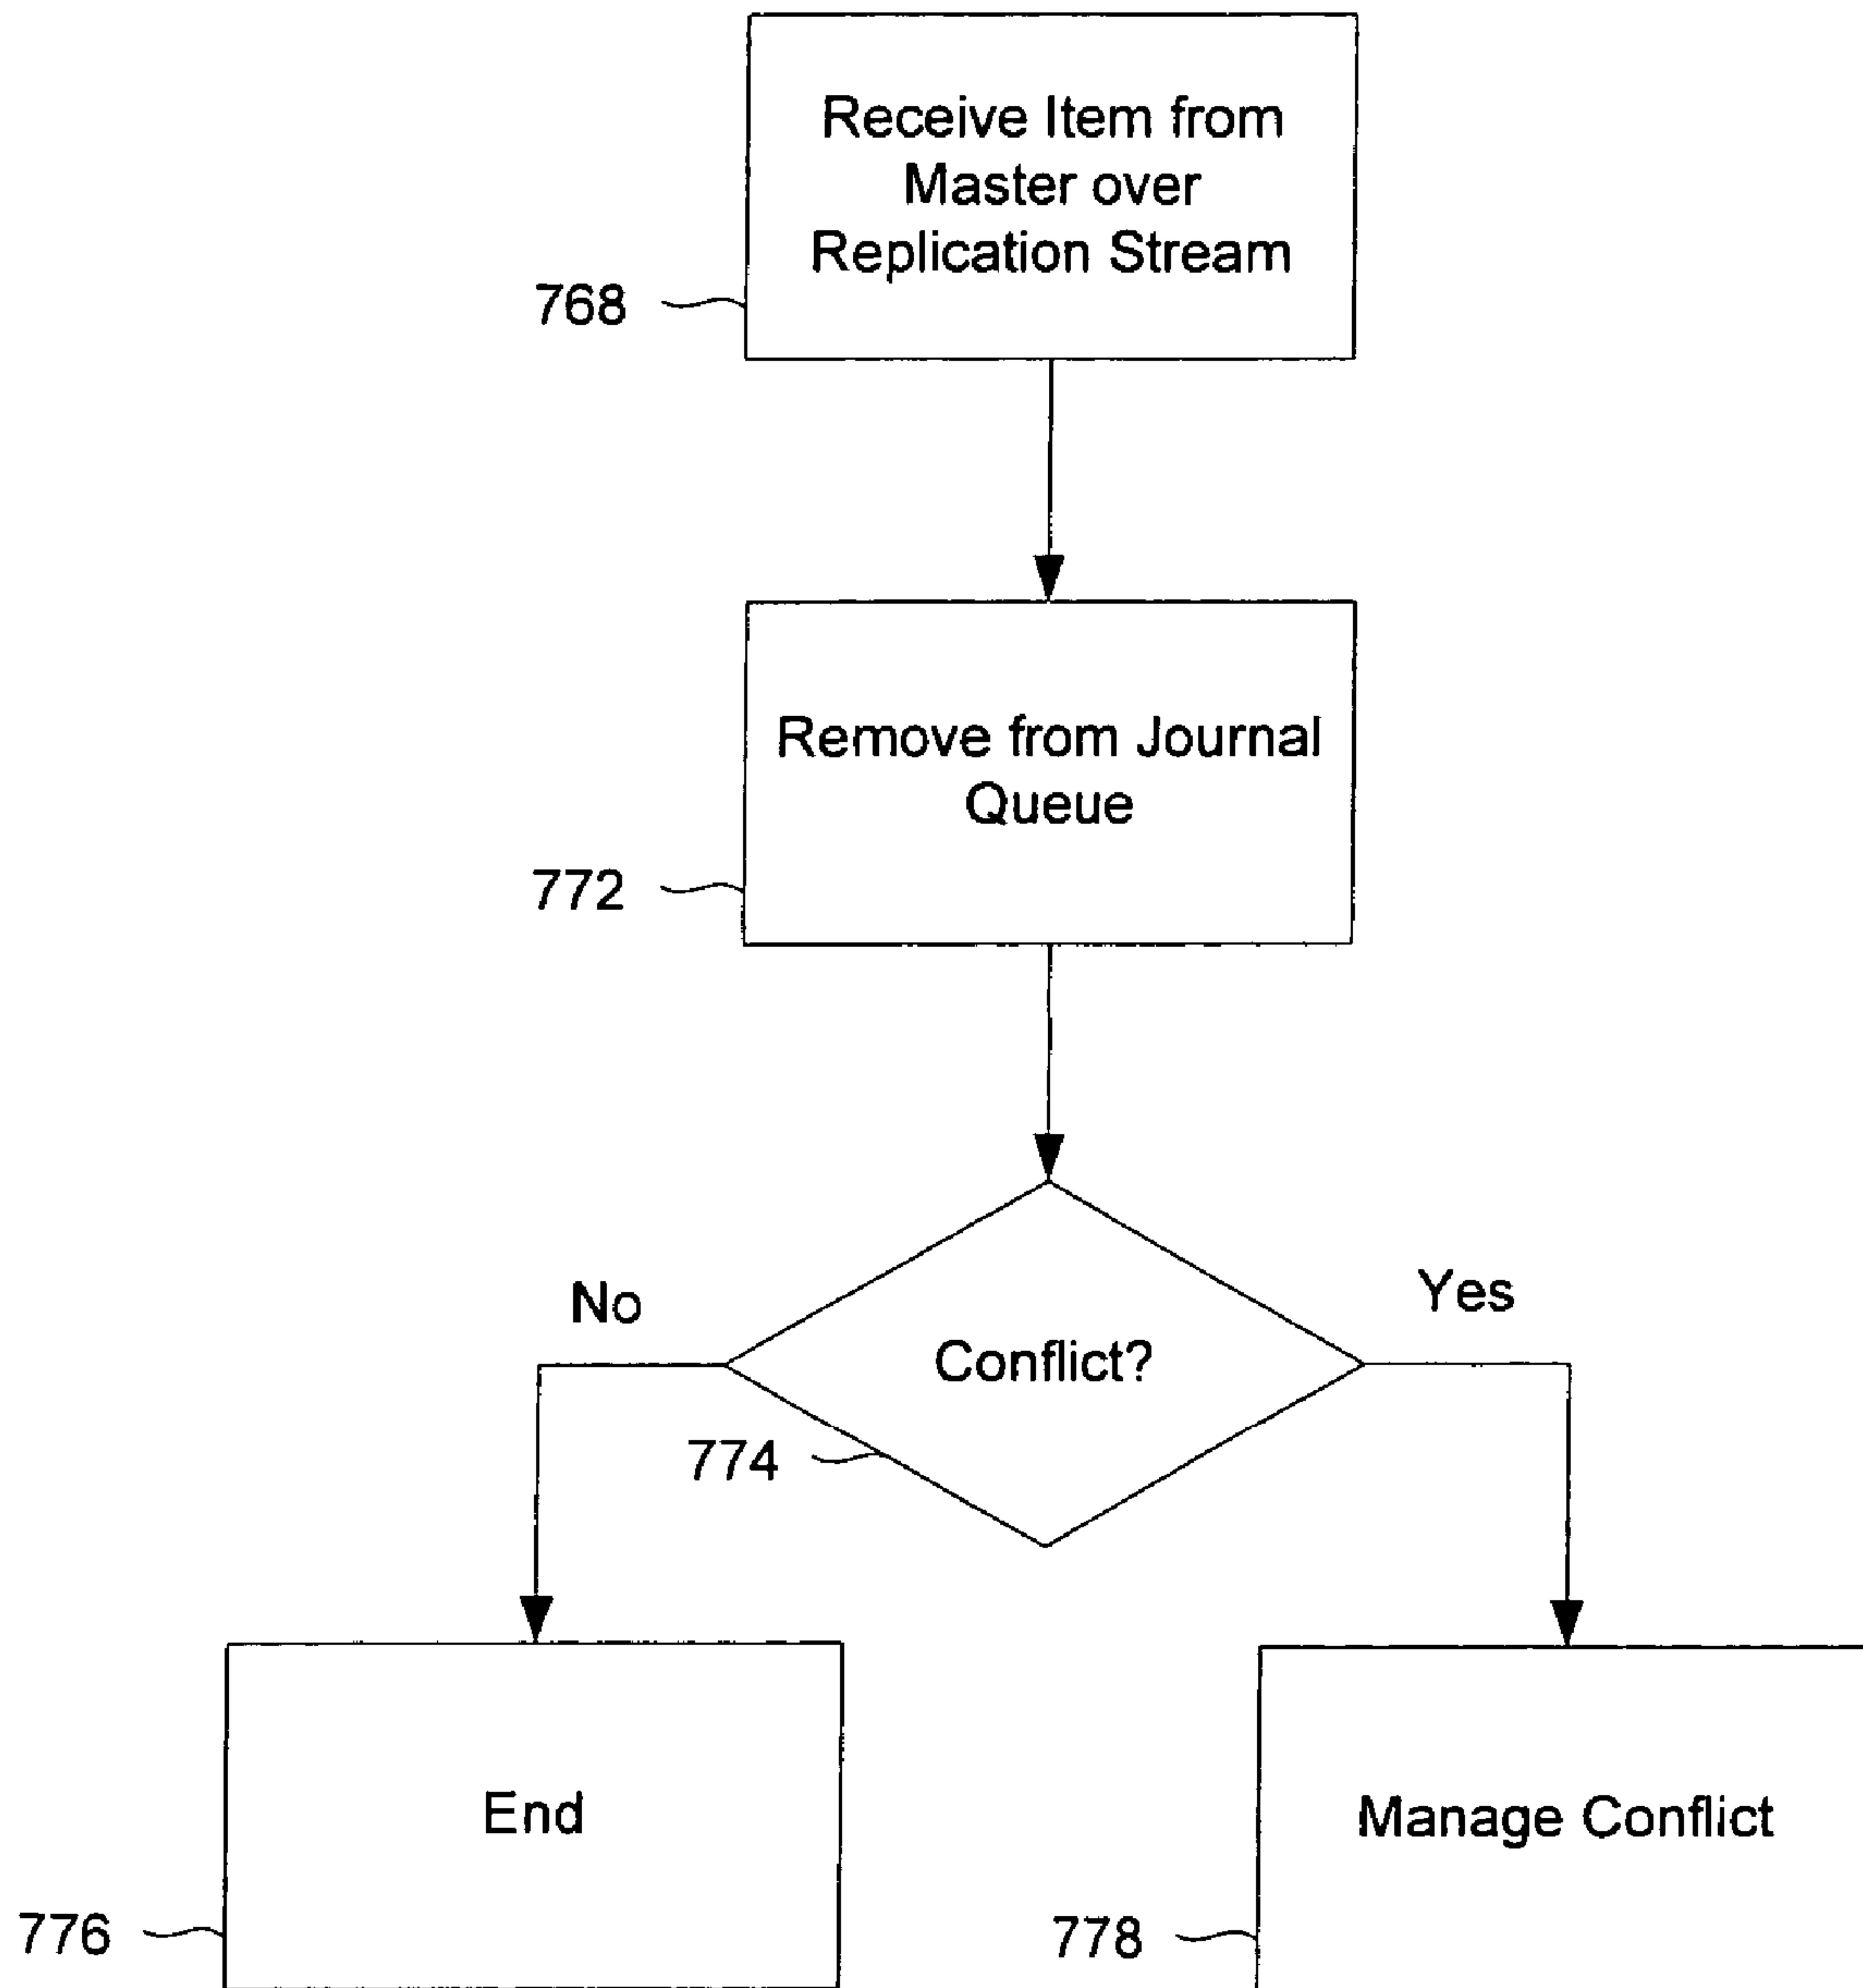 Receive Item from
Master over
Replication Stream
768
Remove from Journal
Queue
772
No
Yes
Conflict?
774
End
Manage Conflict
776
778